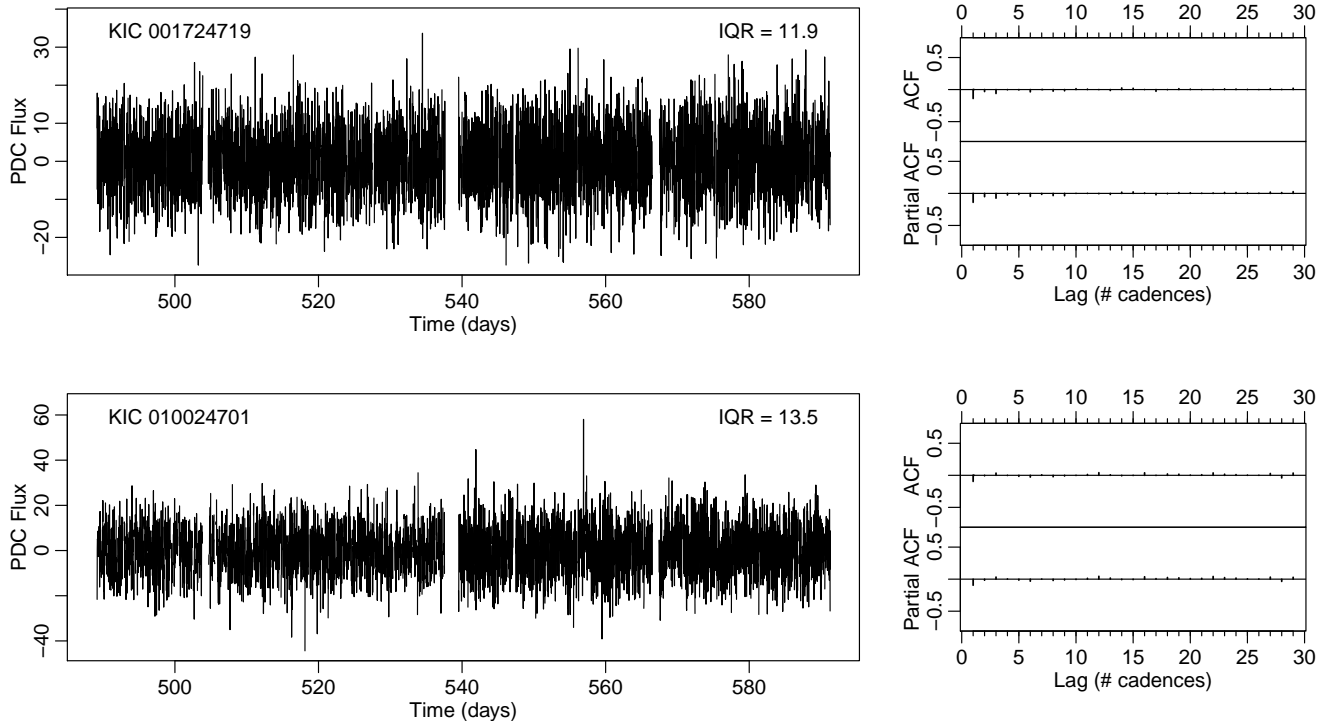 KIC 001724719
IQR = 11.9
PDC Flux
30
10
0
−20
500 520 540 560 580
Time (days)
0 5 10 15 20 25 30
ACF
0.5
−0.5
Partial ACF
0.5
−0.5
0 5 10 15 20 25 30
Lag (# cadences)
KIC 010024701
IQR = 13.5
PDC Flux
60
40
20
0
−40
500 520 540 560 580
Time (days)
0 5 10 15 20 25 30
ACF
0.5
−0.5
Partial ACF
0.5
−0.5
0 5 10 15 20 25 30
Lag (# cadences)